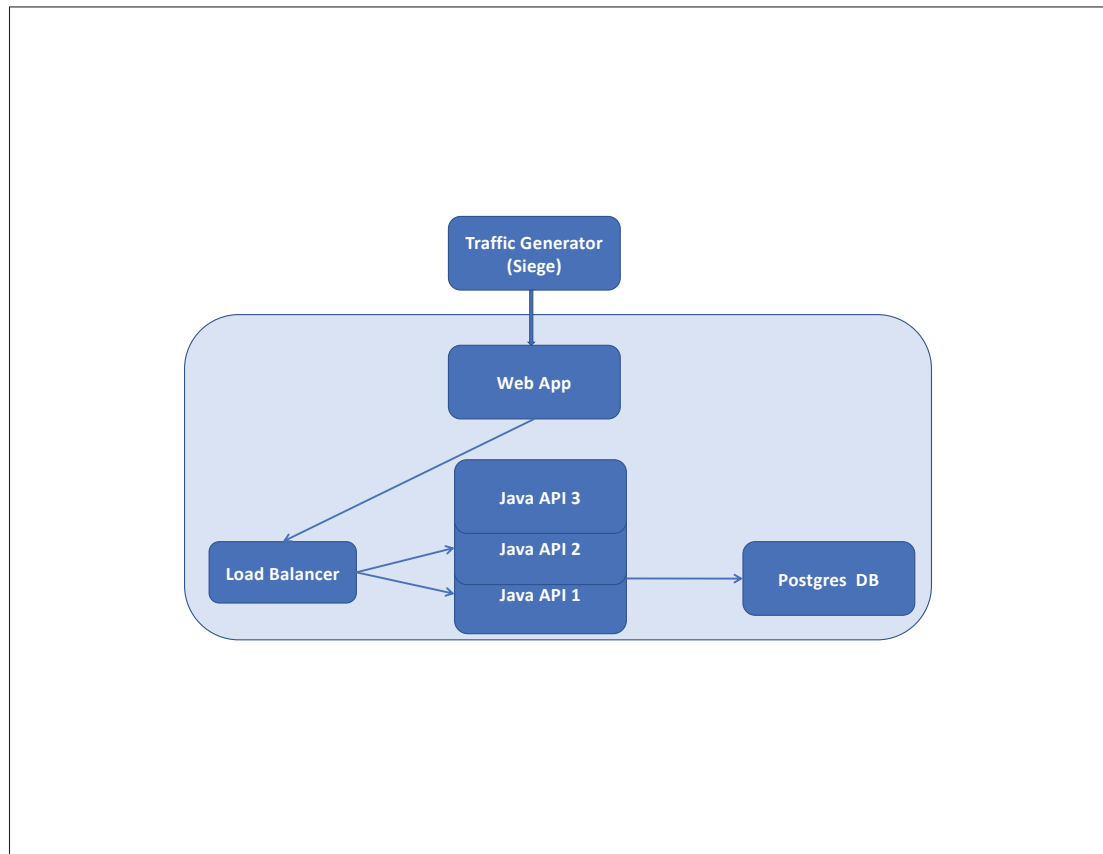 Traffic Generator
(Siege)
Web App
Java API 3
Java API 2
Java API 1
Load Balancer
Postgres DB